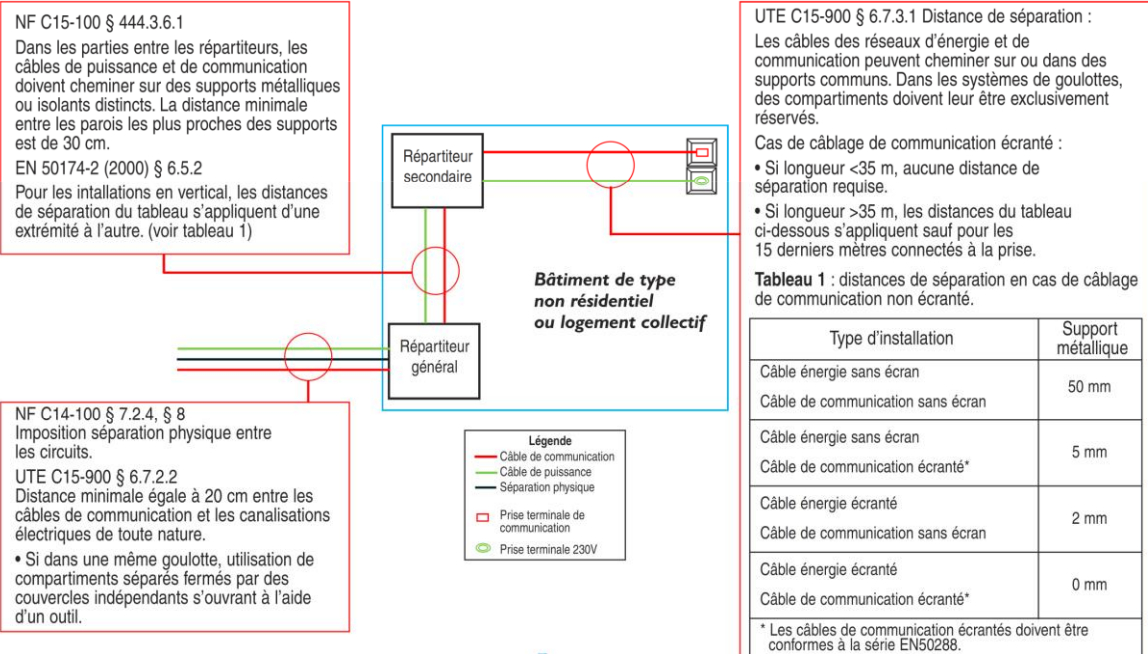 NF C15-100 § 444.3.6.1
Dans les parties entre les répartiteurs, les
câbles de puissance et de communication
doivent cheminer sur des supports métalliques
ou isolants distincts. La distance minimale
entre les parois les plus proches des supports
est de 30 cm.
EN 50174-2 (2000) § 6.5.2
Pour les intallations en vertical, les distances
de séparation du tableau s'appliquent d'une
extrémité à l'autre. (voir tableau 1)
NF C14-100 § 7.2.4, § 8
Imposition séparation physique entre
les circuits.
UTE C15-900 § 6.7.2.2
Distance minimale égale à 20 cm entre les
câbles de communication et les canalisations
électriques de toute nature.
• Si dans une même goulotte, utilisation de
compartiments séparés fermés par des
couvercles indépendants s'ouvrant à l'aide
d'un outil.
Répartiteur
secondaire
Bâtiment de type
non résidentiel
ou logement collectif
Répartiteur
général
Légende
Câble de communication
Câble de puissance
Séparation physique
Prise terminale de
communication
Prise terminale 230V
UTE C15-900 § 6.7.3.1 Distance de séparation :
Les câbles des réseaux d'énergie et de
communication peuvent cheminer sur ou dans des
supports communs. Dans les systèmes de goulottes,
des compartiments doivent leur être exclusivement
réservés.
Cas de câblage de communication écranté :
• Si longueur <35 m, aucune distance de
séparation requise.
• Si longueur >35 m, les distances du tableau
ci-dessous s'appliquent sauf pour les
15 derniers mètres connectés à la prise.
Tableau 1 : distances de séparation en cas de câblage
de communication non écranté.
Type d'installation
Support
métallique
Câble énergie sans écran
Câble de communication sans écran
50 mm
Câble énergie sans écran
Câble de communication écranté*
5 mm
Câble énergie écranté
Câble de communication sans écran
2 mm
Câble énergie écranté
Câble de communication écranté*
0 mm
* Les câbles de communication écrantés doivent être
conformes à la série EN50288.